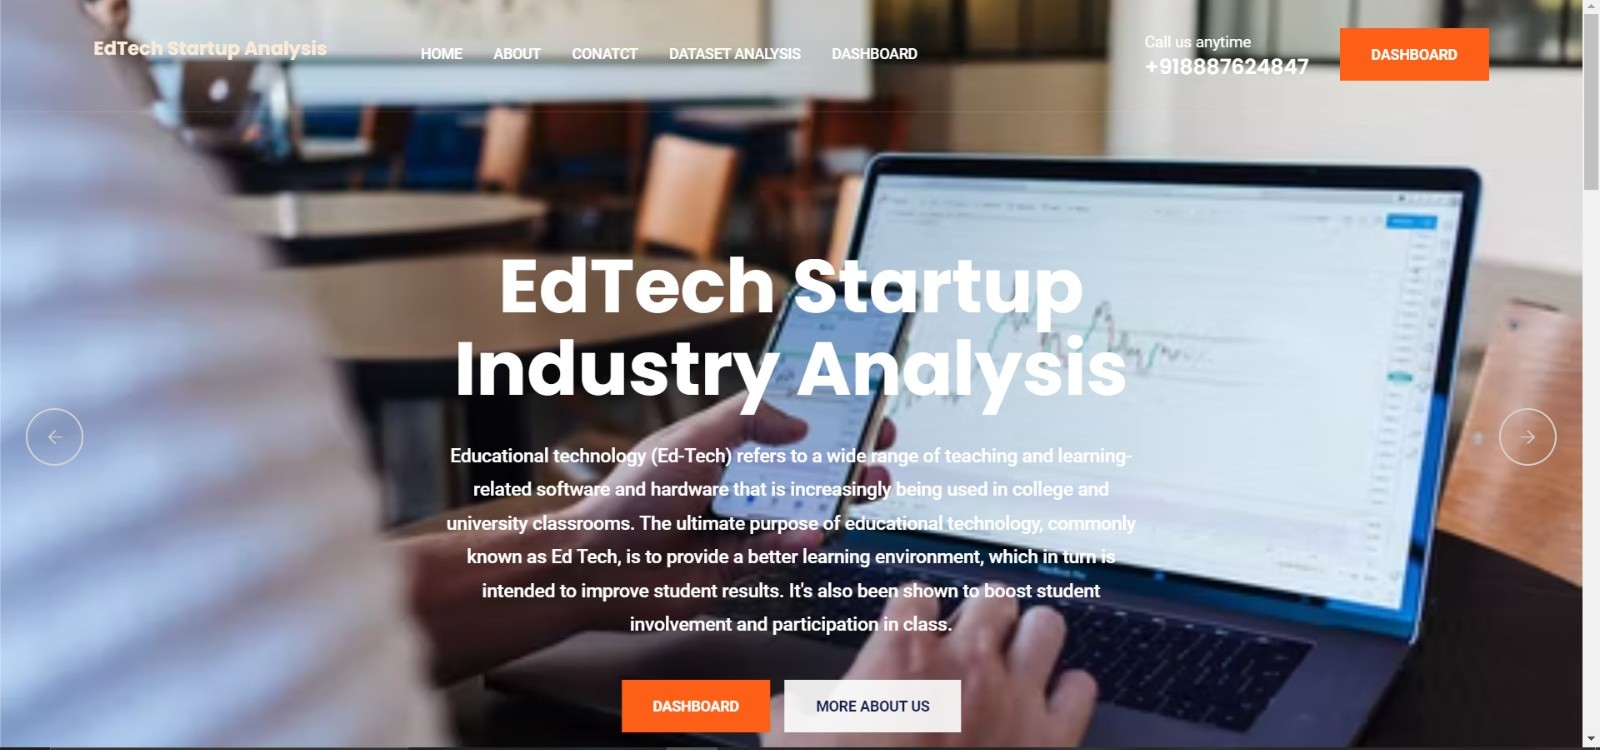 EdTech Startup Analysis
HOME ABOUT CONATCT DATASET ANALYSIS DASHBOARD
Call us anytime
+918887624847
DASHBOARD
EdTech Startup
Industry Analysis
Educational technology (Ed-Tech) refers to a wide range of teaching and learning-
related software and hardware that is increasingly being used in college and
university classrooms. The ultimate purpose of educational technology, commonly
known as Ed Tech, is to provide a better learning environment, which in turn is
intended to improve student results. It's also been shown to boost student
involvement and participation in class.
DASHBOARD MORE ABOUT US